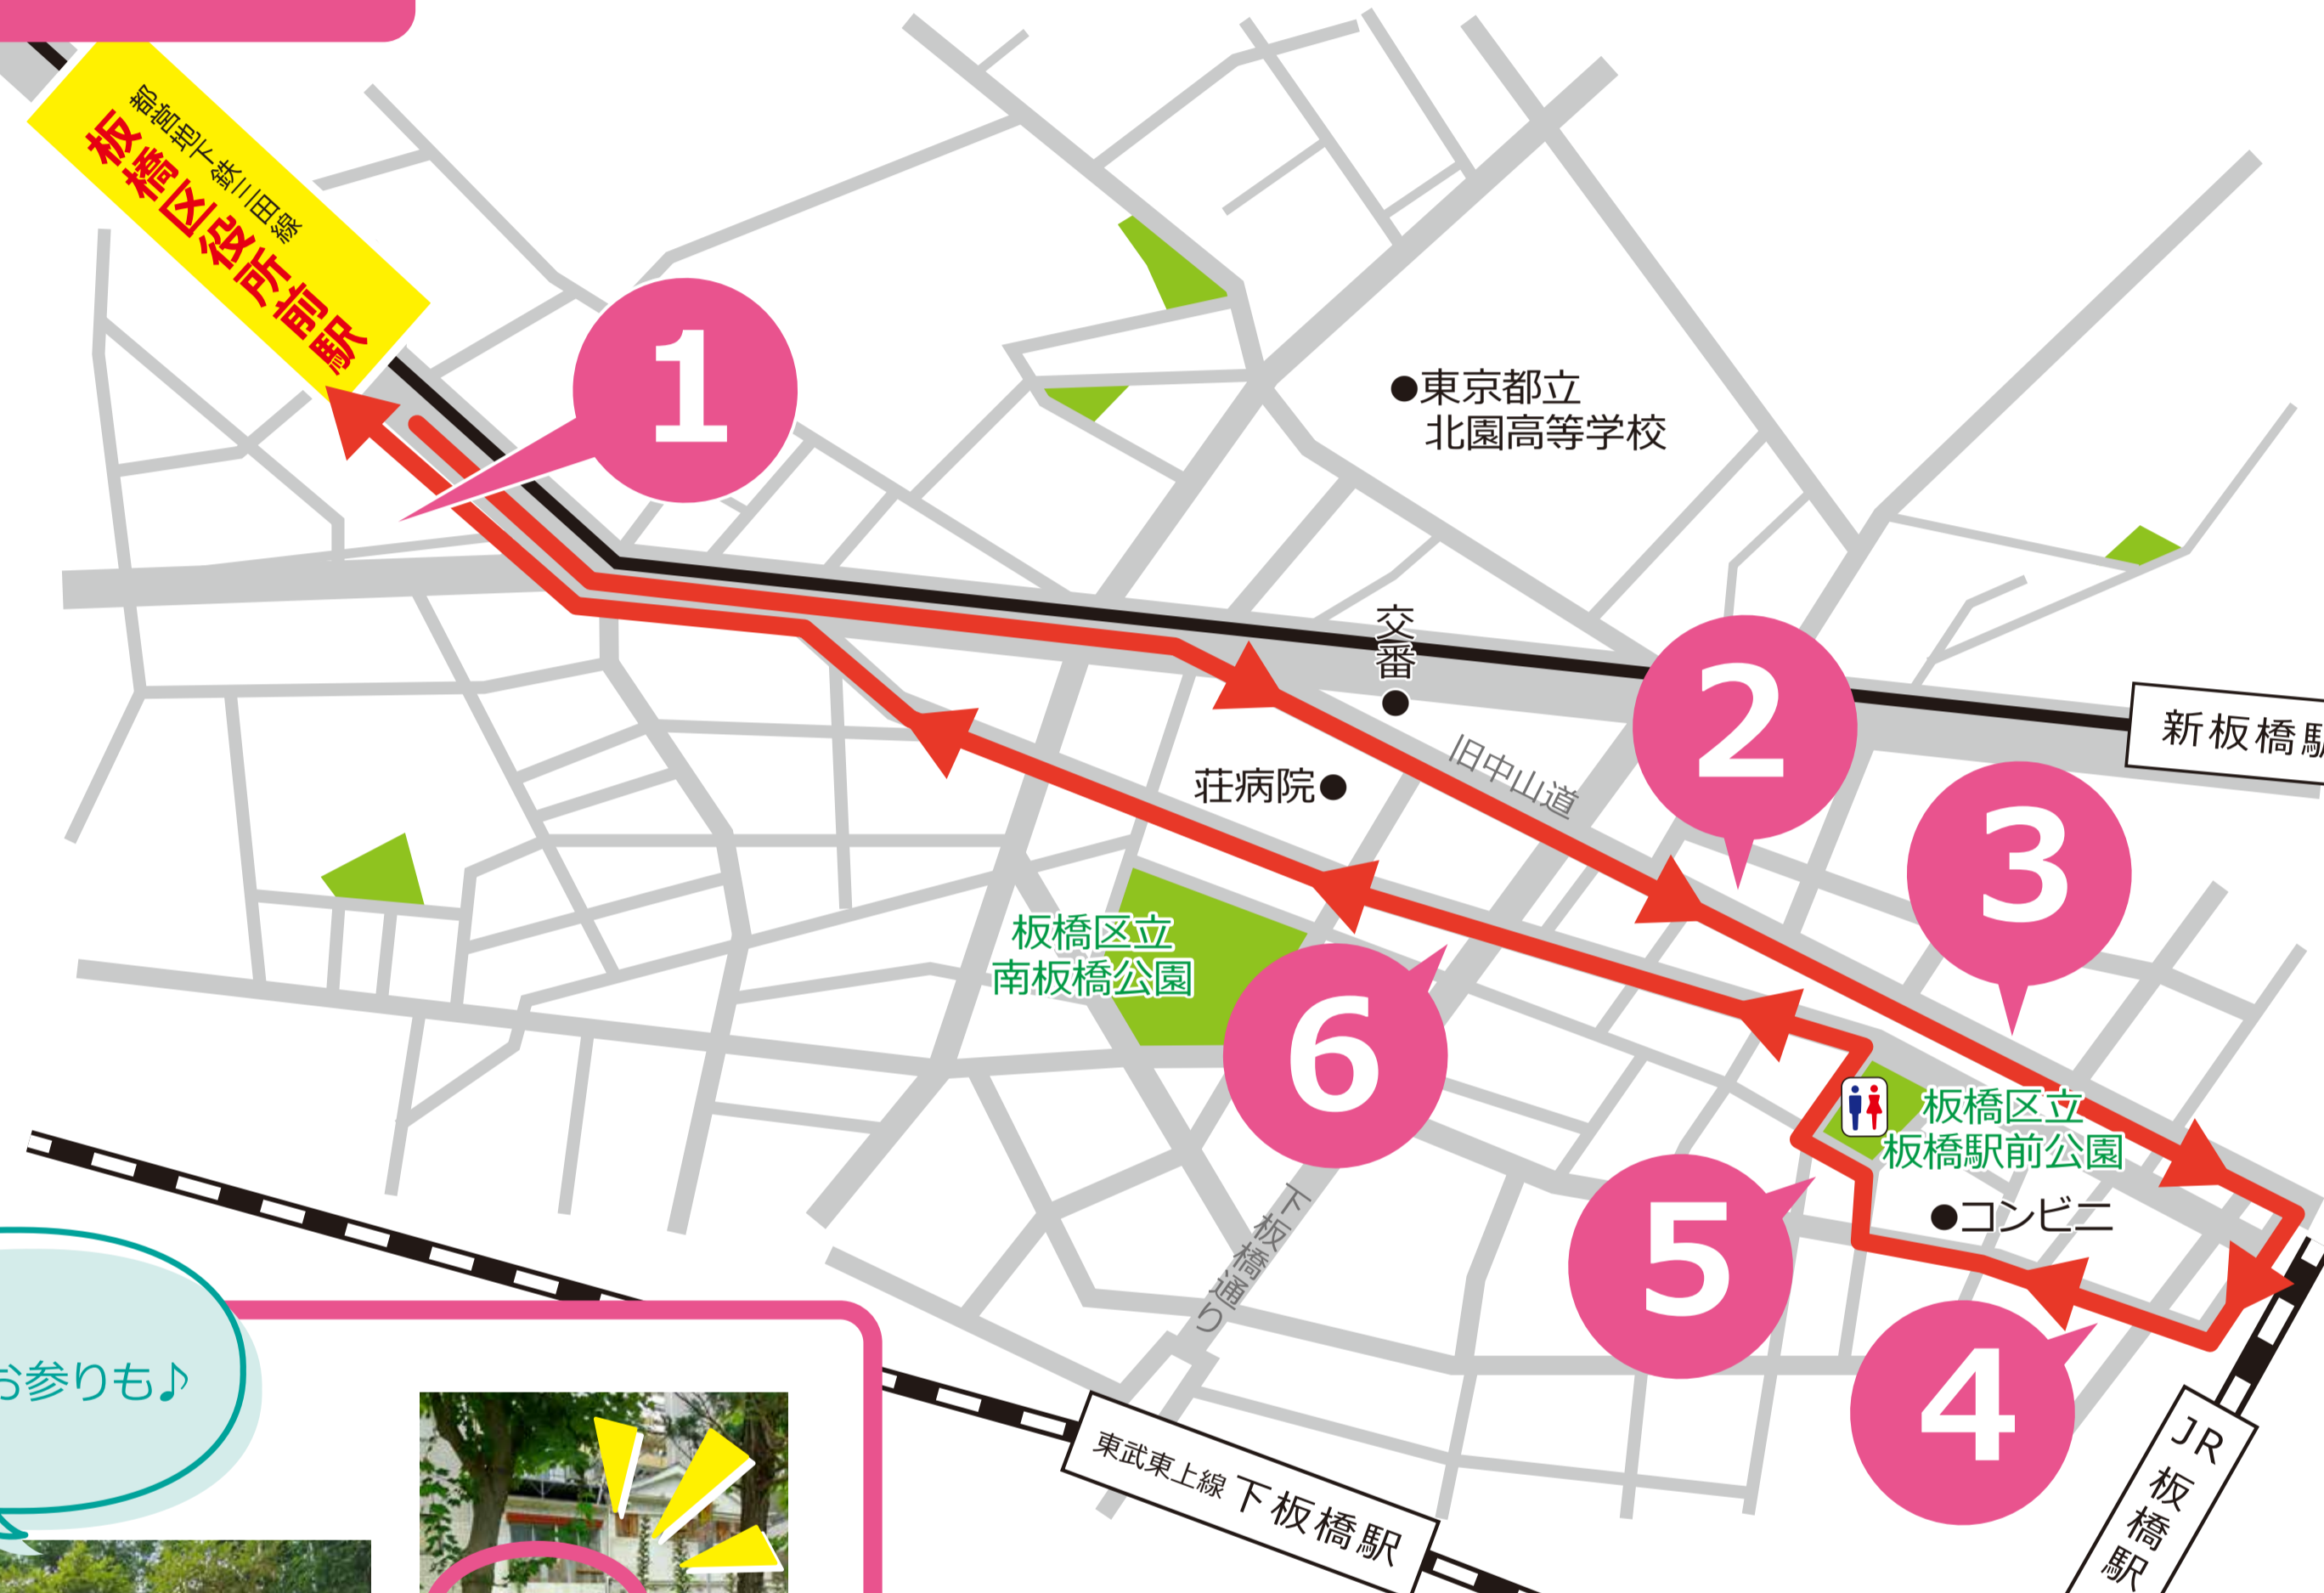 都営地下鉄三田線
板橋区役所前駅
1
●東京都立
北園高等学校
交番
2
新板橋駅
旧中山道
荘病院●
3
板橋区立
南板橋公園
6
板橋区立
板橋駅前公園
5
●コンビニ
下板橋通り
4
お参りも♪
東武東上線 下板橋駅
JR板橋駅